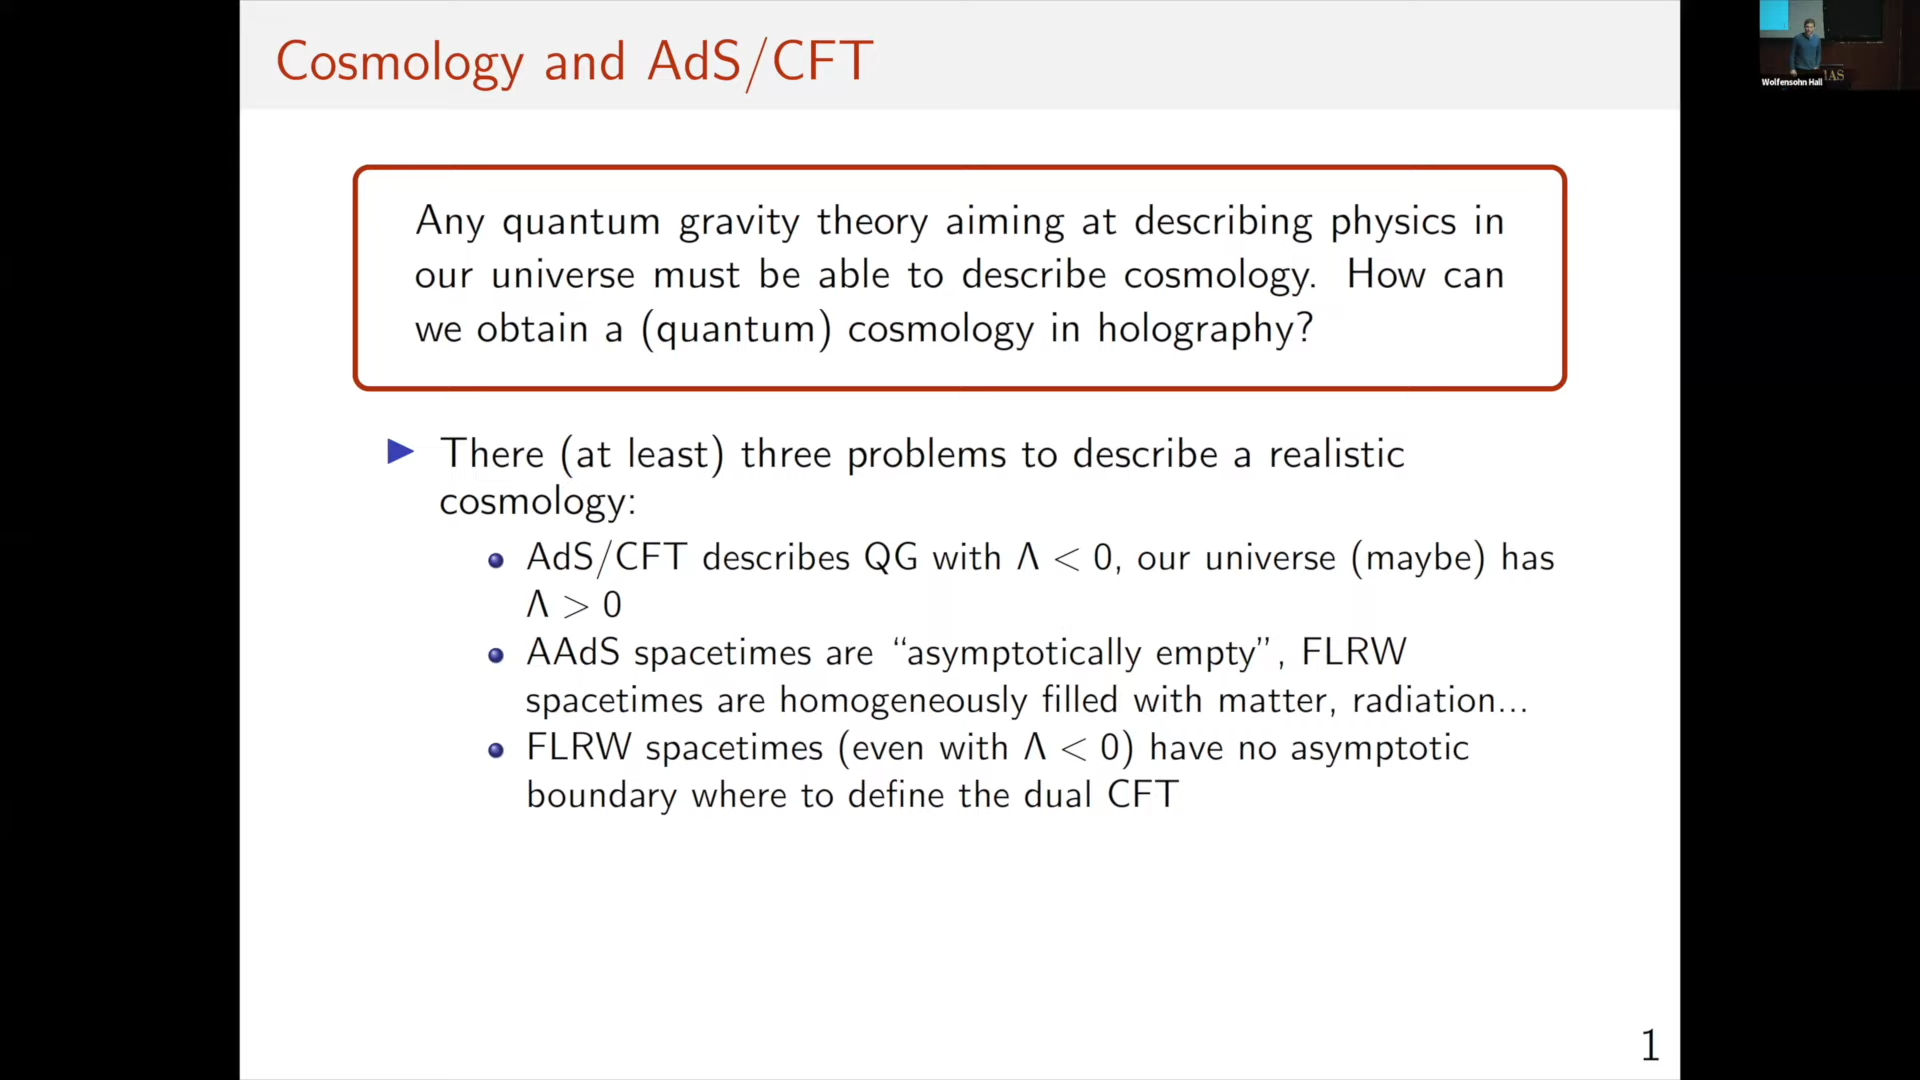 Cosmology and AdS/CFT
Any quantum gravity theory aiming at describing physics in
our universe must be able to describe cosmology. How can
we obtain a (quantum) cosmology in holography?
There (at least) three problems to describe a realistic
cosmology:
AdS/CFT describes QG with Λ < 0, our universe (maybe) has
Λ > 0
AAdS spacetimes are “asymptotically empty”, FLRW
spacetimes are homogeneously filled with matter, radiation...
FLRW spacetimes (even with Λ < 0) have no asymptotic
boundary where to define the dual CFT
1
IAS
Wolfensohn Hall